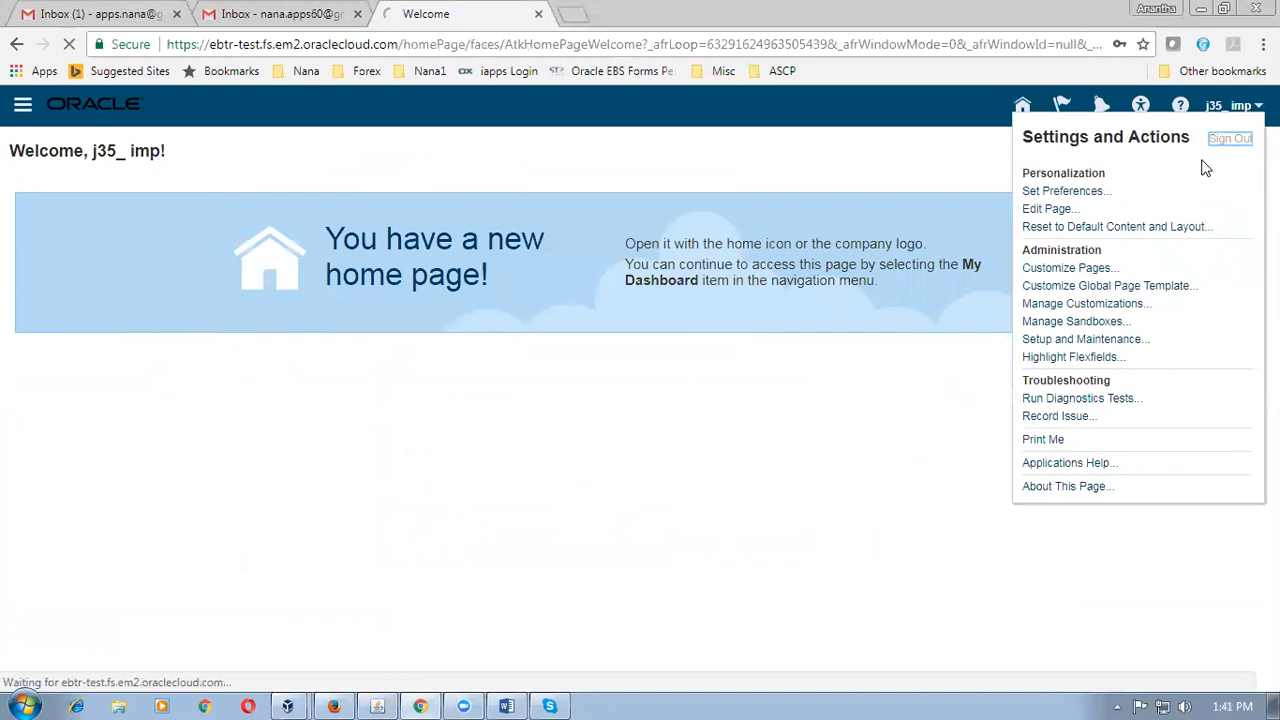 Inbox (1) - apps.nana@g
Inbox - nana.apps60@gr
Welcome
Anantha
Secure
https://ebtr-test.fs.em2.oraclecloud.com/homePage/faces/AtkHomePageWelcome?_afrLoop=63291624963505439&_afrWindowMode=0&_afrWindowId=null&_a...
Apps
Suggested Sites
Bookmarks
Nana
Forex
Nana1
iapps Login
Oracle EBS Forms Pe
Misc
ASCP
Other bookmarks
ORACLE
j35_imp
Welcome, j35_ imp!
You have a new
home page!
Open it with the home icon or the company logo.
You can continue to access this page by selecting the My
Dashboard item in the navigation menu.
Settings and Actions
Sign Out
Personalization
Set Preferences...
Edit Page...
Reset to Default Content and Layout...
Administration
Customize Pages...
Customize Global Page Template...
Manage Customizations...
Manage Sandboxes...
Setup and Maintenance...
Highlight Flexfields...
Troubleshooting
Run Diagnostics Tests...
Record Issue...
Print Me
Applications Help...
About This Page...
Waiting for ebtr-test.fs.em2.oraclecloud.com...
1:41 PM